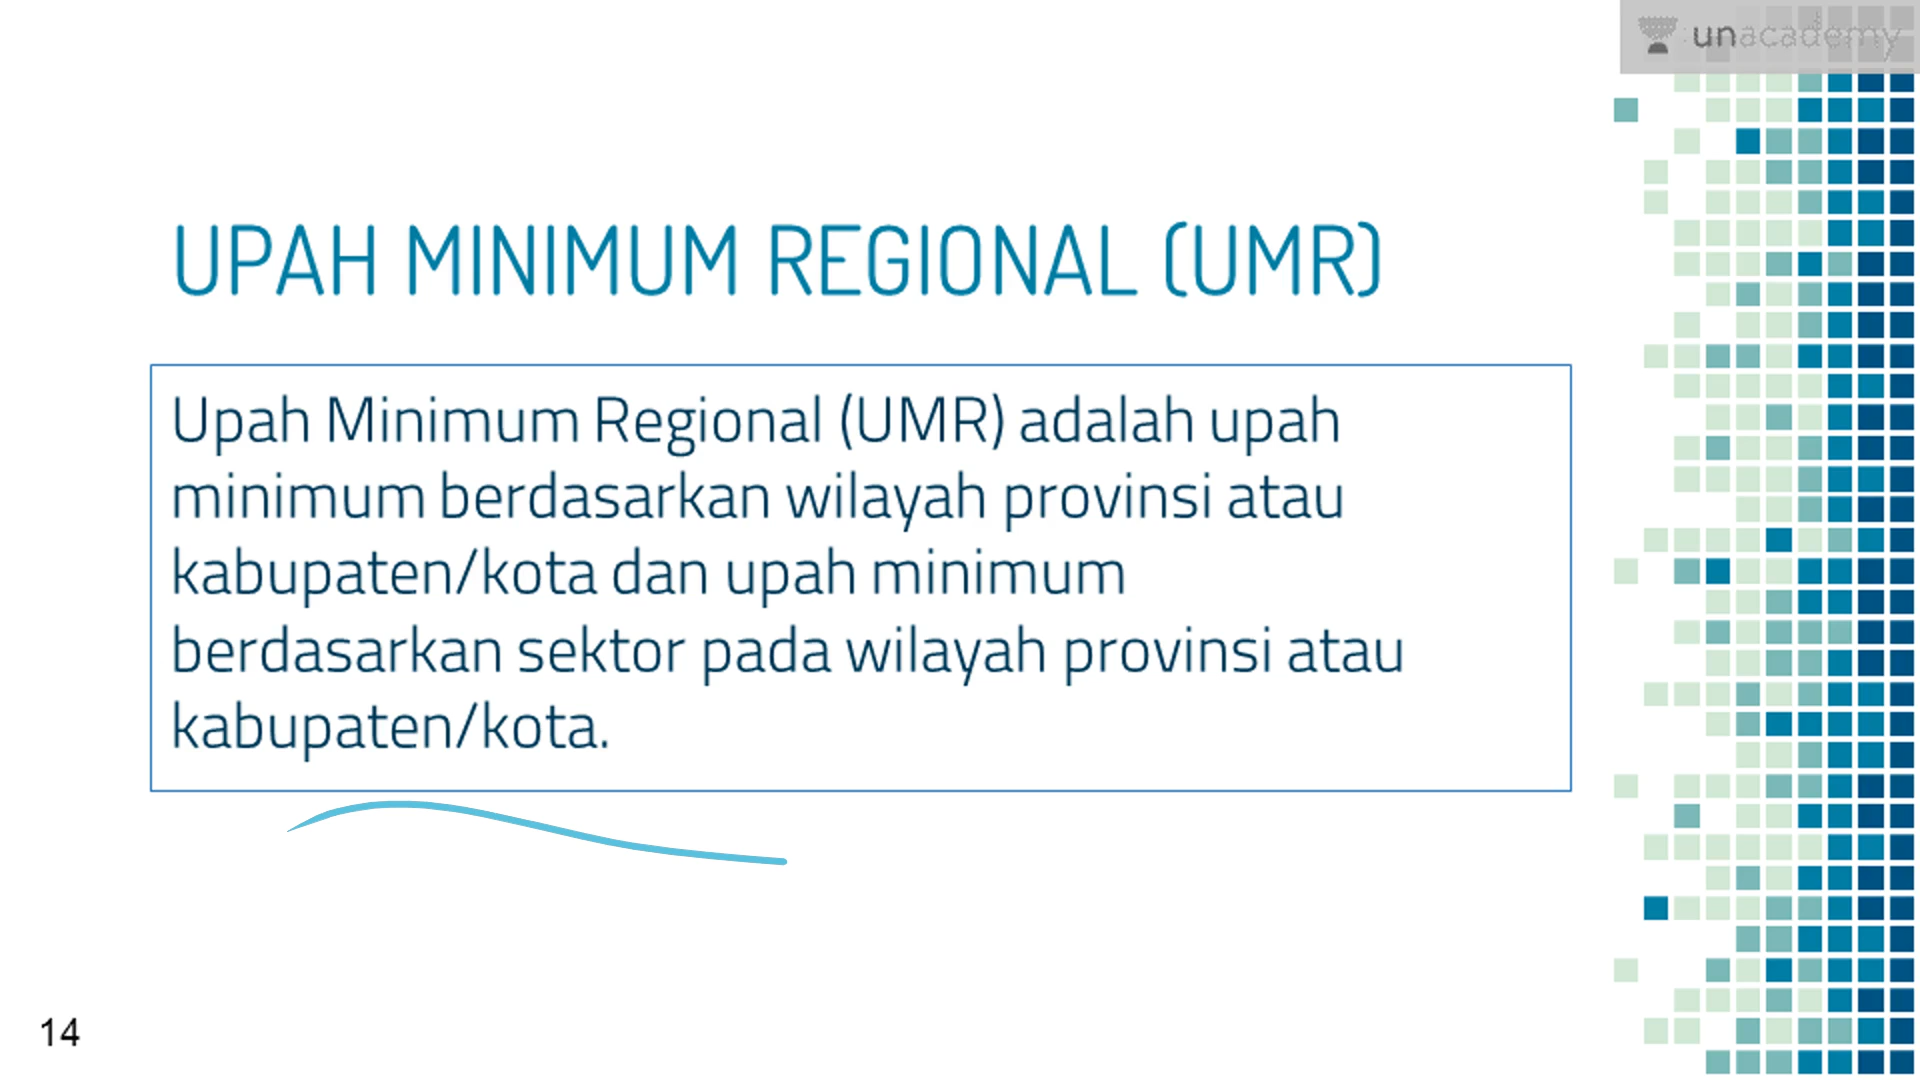 unacademy
UPAH MINIMUM REGIONAL (UMR)
Upah Minimum Regional (UMR) adalah upah
minimum berdasarkan wilayah provinsi atau
kabupaten/kota dan upah minimum
berdasarkan sektor pada wilayah provinsi atau
kabupaten/kota.
14